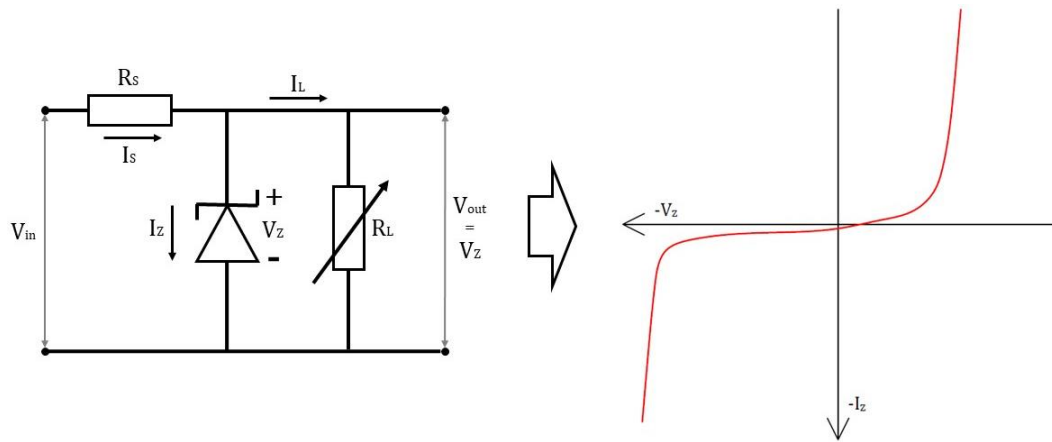 Rs
IL
Is
Vin
Iz
+
Vz
-
RL
Vout
=
Vz
-Vz
-Iz